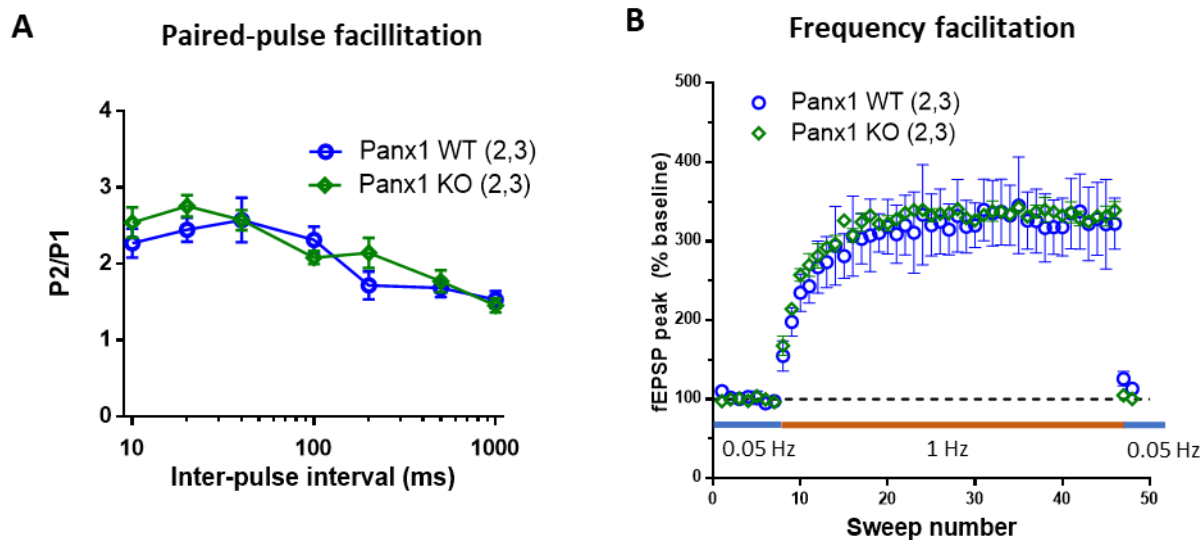 A
Paired-pulse facillitation
4
3
2
1
0
P2/P1
Panx1 WT (2,3)
Panx1 KO (2,3)
10
100
1000
Inter-pulse interval (ms)
B
Frequency facilitation
500
400
300
200
100
0
fEPSP peak (% baseline)
Panx1 WT (2,3)
Panx1 KO (2,3)
0.05 Hz
1 Hz
0.05 Hz
0
10
20
30
40
50
Sweep number